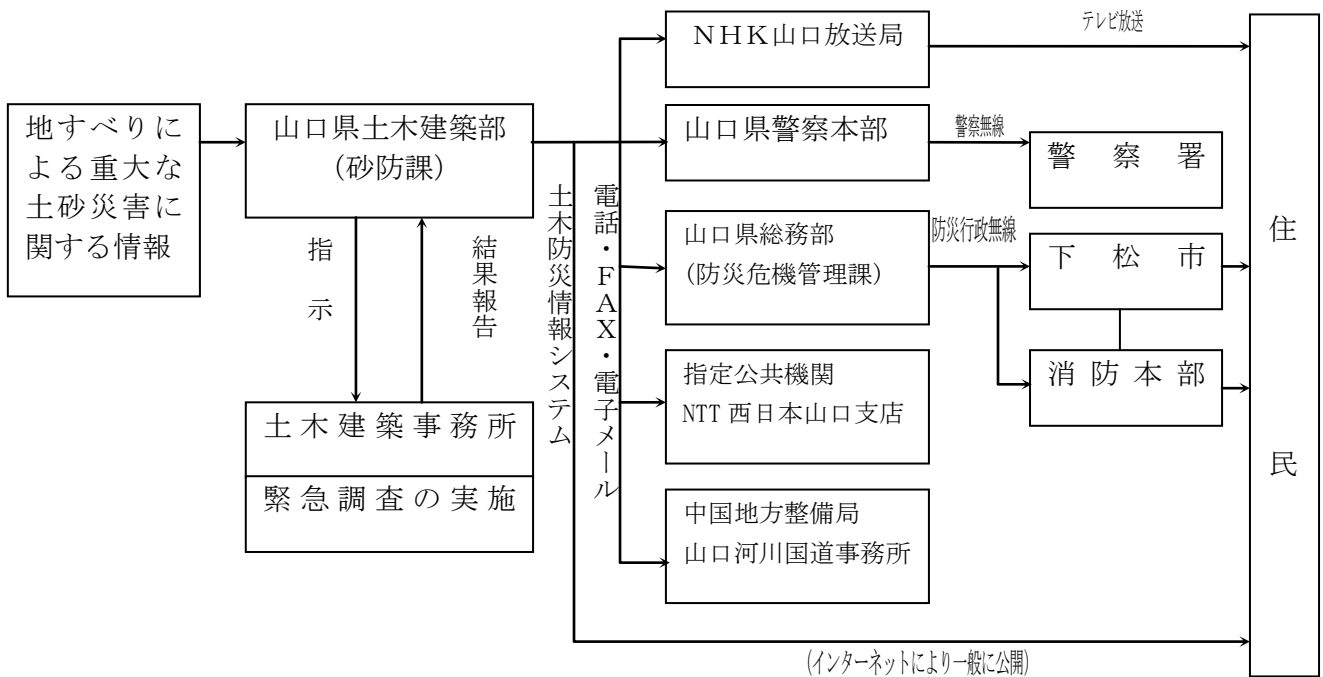 地すべりに
よる重大な
土砂災害に
関する情報
山口県土木建築部
(砂防課)
指示
結果報告
土木建築事務所
緊急調査の実施
土木防災情報システム
電話・FAX・電子メール
NHK山口放送局
テレビ放送
山口県警察本部
警察無線
警察署
山口県総務部
(防災危機管理課)
防災行政無線
下松市
消防本部
指定公共機関
NTT西日本山口支店
中国地方整備局
山口河川国道事務所
(インターネットにより一般に公開)
住民